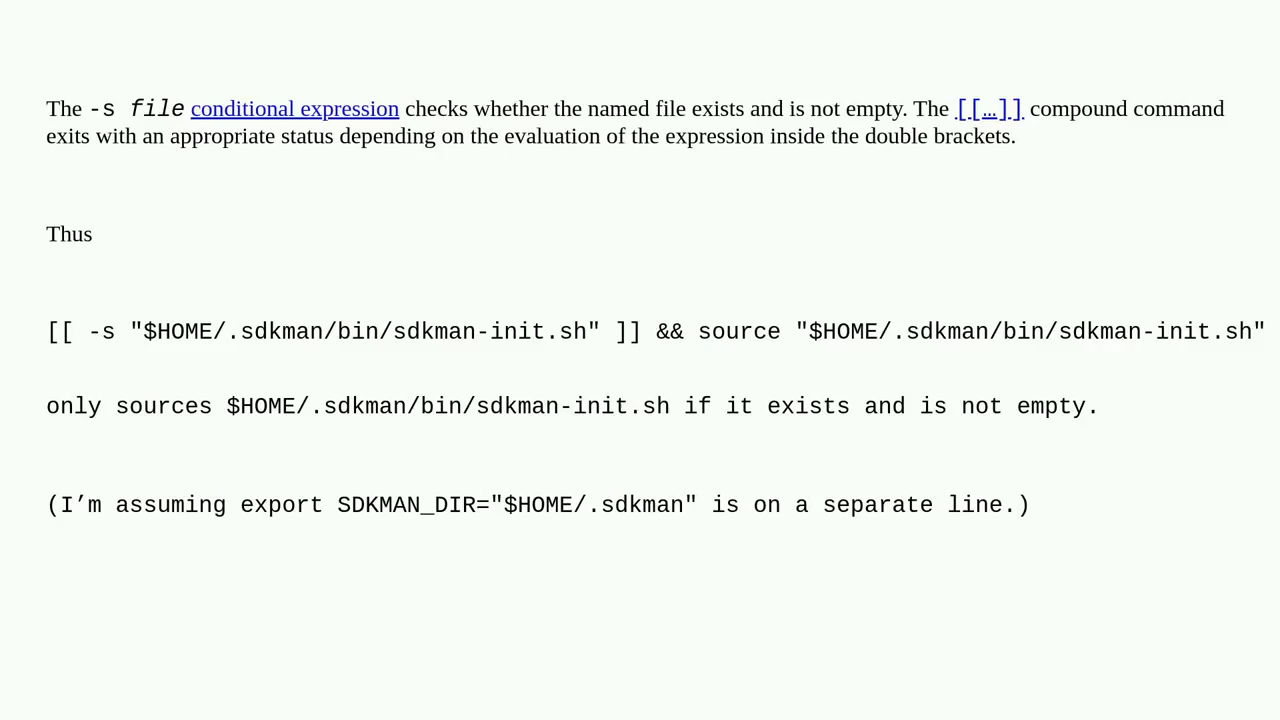 The -s file conditional expression checks whether the named file exists and is not empty. The [[…]] compound command
exits with an appropriate status depending on the evaluation of the expression inside the double brackets.
Thus
[[ -s "$HOME/.sdkman/bin/sdkman-init.sh" ]] && source "$HOME/.sdkman/bin/sdkman-init.sh"
only sources $HOME/.sdkman/bin/sdkman-init.sh if it exists and is not empty.
(I’m assuming export SDKMAN_DIR="$HOME/.sdkman" is on a separate line.)